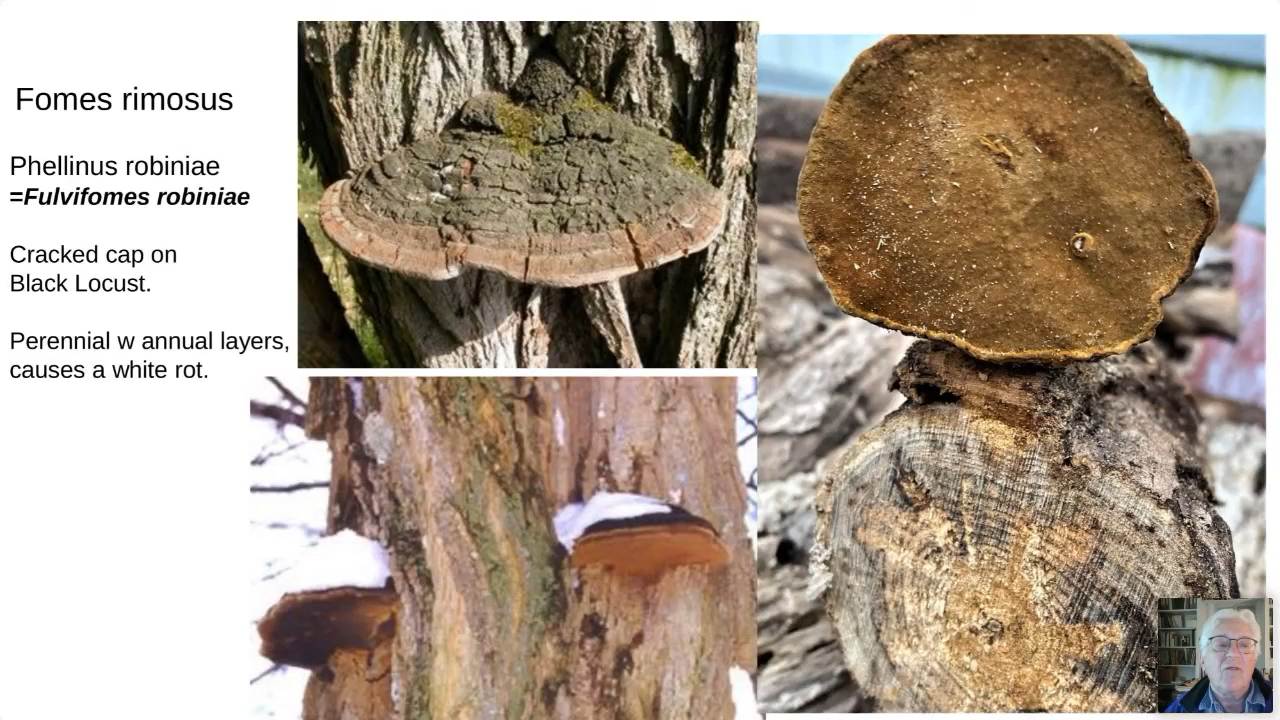 Fomes rimosus
Phellinus robiniae
=Fulvifomes robiniae
Cracked cap on
Black Locust.
Perennial w annual layers,
causes a white rot.